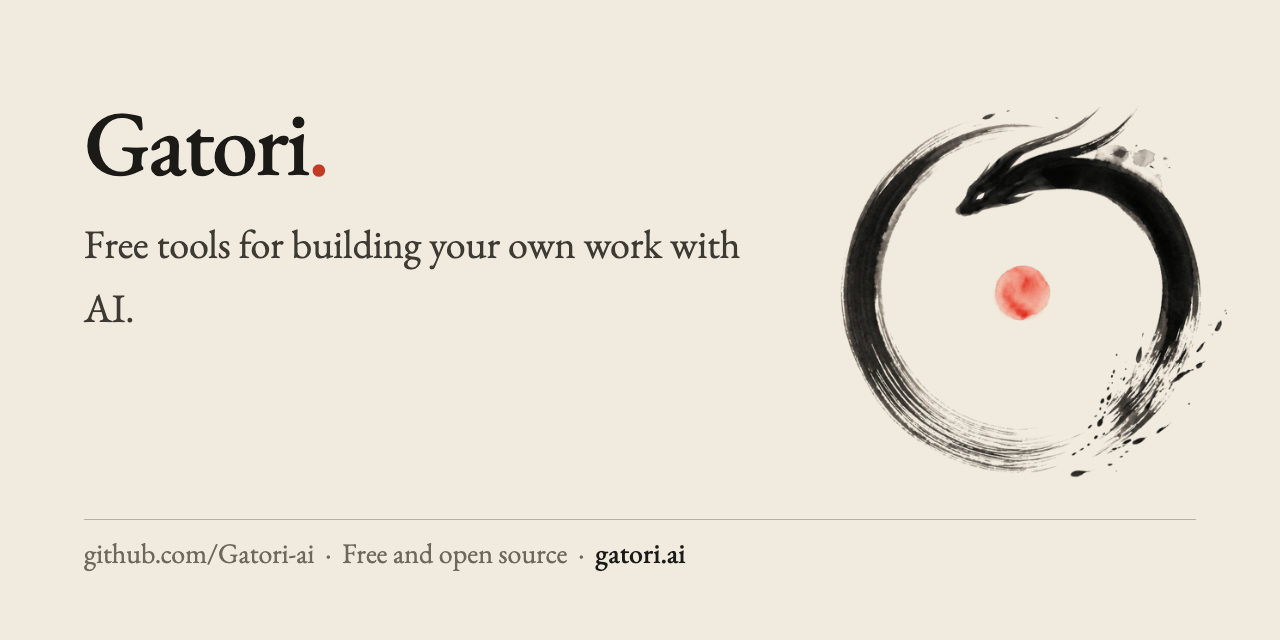 Gatori.
Free tools for building your own work with
AI.
github.com/Gatori-ai · Free and open source · gatori.ai